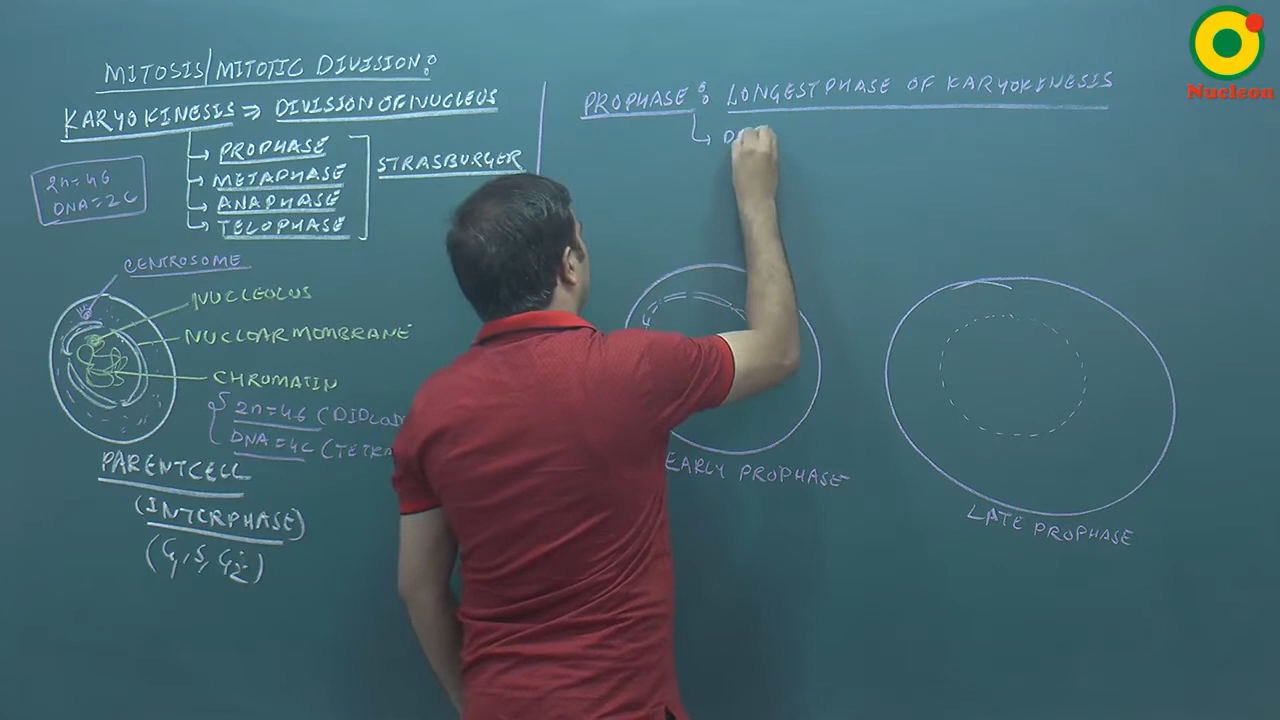 MITOSIS/MITOTIC DIVISION:
KARYOKINESIS ⇒ DIVISION OF NUCLEUS
PROPHASE
METAPHASE
ANAPHASE
TELOPHASE
STRASBURGER
2n=46
DNA=2C
CENTROSOME
NUCLEOLUS
NUCLOAR MEMBRANE
CHROMATIN
2n=46
DNA=4C (TETRA
PARENT CELL
(INTERPHASE)
(G1, S, G2)
PROPHASE: LONGEST PHASE OF KARYOKINESIS
EARLY PROPHASE
LATE PROPHASE
Nucleon